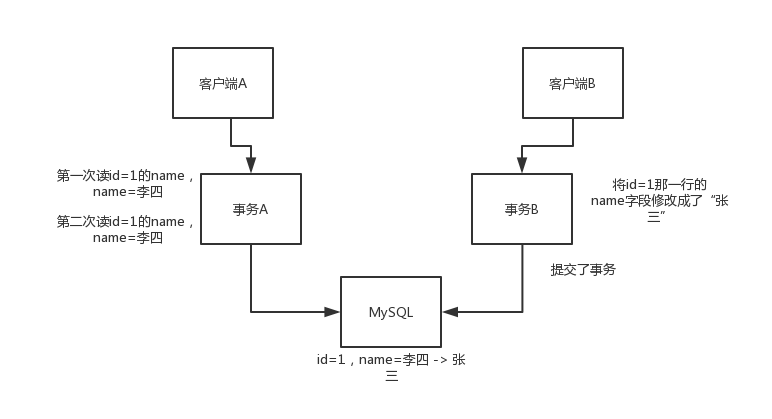 客户端A
客户端B
第一次读id=1的name，
name=李四
第二次读id=1的name，
name=李四
事务A
事务B
将id=1那一行的
name字段修改成了“张
三”
提交了事务
MySQL
id=1，name=李四 -> 张
三